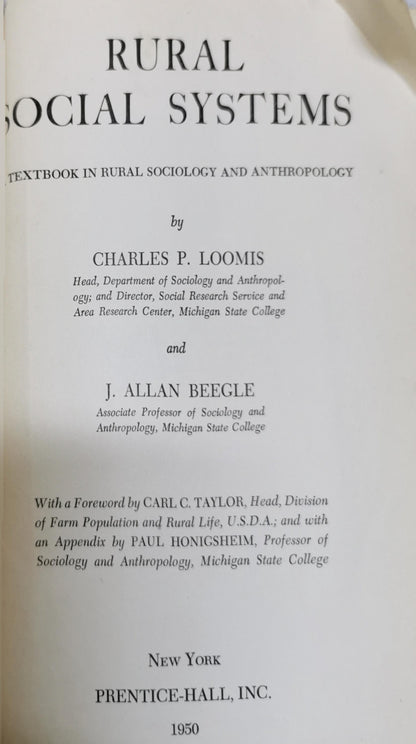 RURAL
SOCIAL SYSTEMS
TEXTBOOK IN RURAL SOCIOLOGY AND ANTHROPOLOGY
by
CHARLES P. LOOMIS
Head, Department of Sociology and Anthropol-
ogy; and Director, Social Research Service and
Area Research Center, Michigan State College
and
J. ALLAN BEEGLE
Associate Professor of Sociology and
Anthropology, Michigan State College
With a Foreword by CARL C. TAYLOR, Head, Division
of Farm Population and Rural Life, U.S.D.A.; and with
an Appendix by PAUL HONIGSHEIM, Professor of
Sociology and Anthropology, Michigan State College
NEW YORK
PRENTICE-HALL, INC.
1950